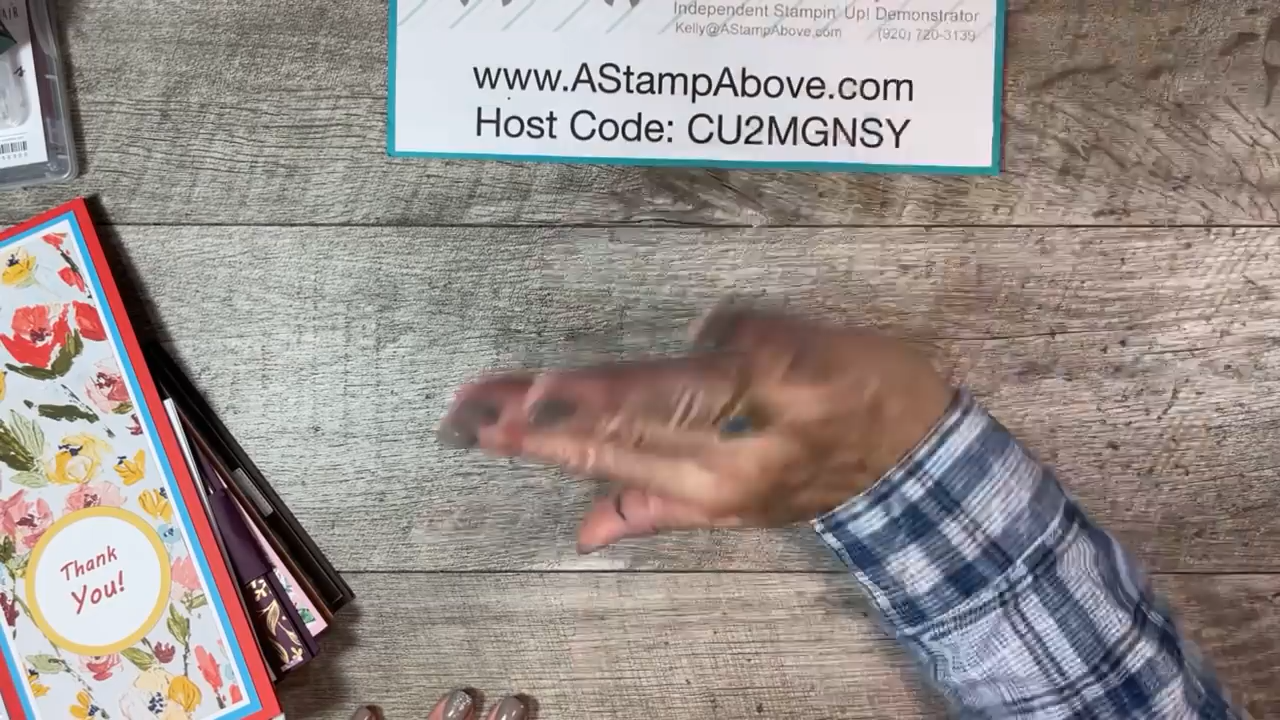 Independent Stampin' Up! Demonstrator
Kelly@AStampAbove.com (920) 720-3139
www.AStampAbove.com
Host Code: CU2MGNSY
Thank
You!